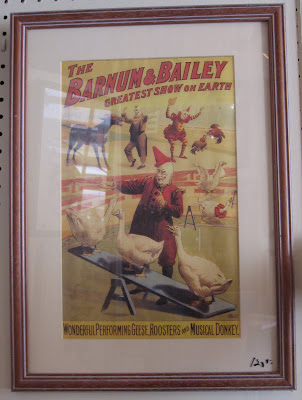 THE
BARNUM & BAILEY
GREATEST SHOW ON EARTH
WONDERFUL PERFORMING GEESE, ROOSTERS AND MUSICAL DONKEY.